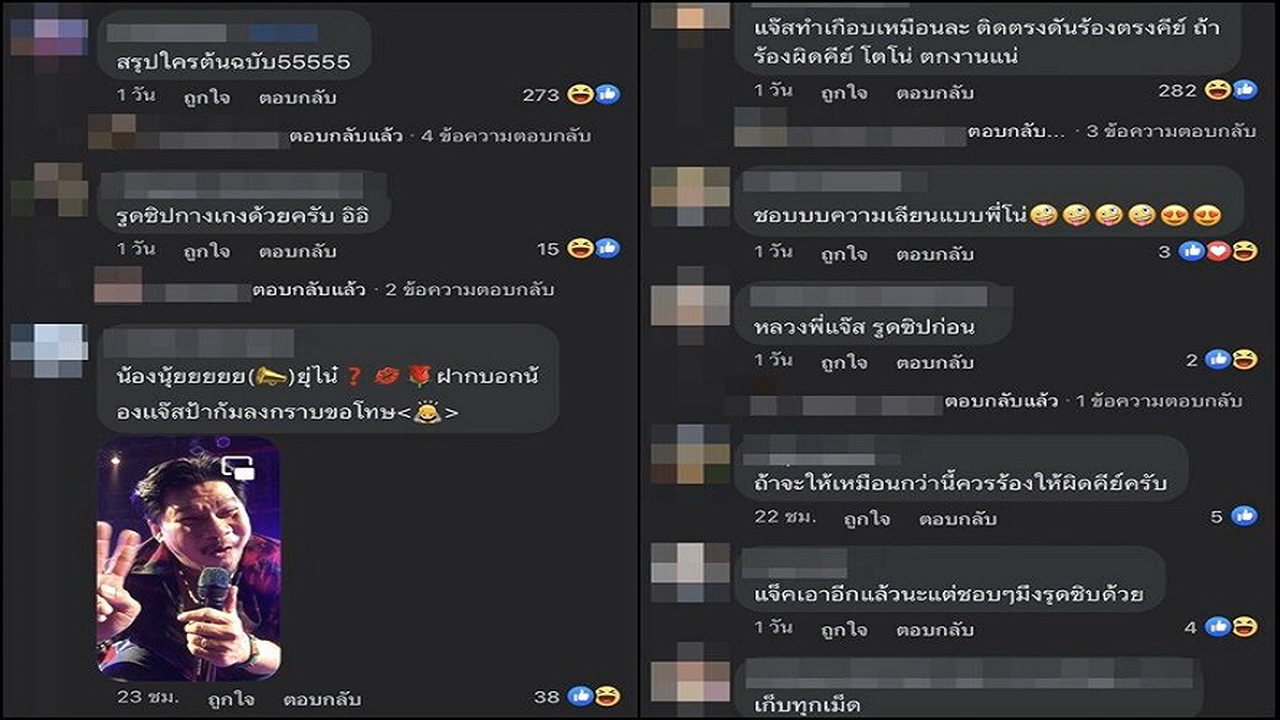 สรุปใครต้นฉบับ55555
1 วัน ถูกใจ ตอบกลับ 273
ตอบกลับแล้ว · 4 ข้อความตอบกลับ
รูดซิปกางเกงด้วยครับ อิอิ
1 วัน ถูกใจ ตอบกลับ 15
ตอบกลับแล้ว · 2 ข้อความตอบกลับ
น้องนุ้ยยยยย(📣)ยุ่ไน๋❓💋🌹ฝากบอกน้
องแจ๊สป้าก้มลงกราบขอโทษ<🙇>
23 ชม. ถูกใจ ตอบกลับ 38
แจ๊สทำเกือบเหมือนละ ติดตรงดันร้องตรงคีย์ ถ้า
ร้องผิดคีย์ โตโน่ ตกงานแน่
1 วัน ถูกใจ ตอบกลับ 282
ตอบกลับ... · 3 ข้อความตอบกลับ
ชอบบบความเลียนแบบพี่โน่🤪🤪🤪🤪😍😍
1 วัน ถูกใจ ตอบกลับ 3
หลวงพี่แจ๊ส รูดซิปก่อน
1 วัน ถูกใจ ตอบกลับ 2
ตอบกลับแล้ว · 1 ข้อความตอบกลับ
ถ้าจะให้เหมือนกว่านี้ควรร้องให้ผิดคีย์ครับ
22 ชม. ถูกใจ ตอบกลับ 5
แจ็คเอาอีกแล้วนะแต่ชอบๆมึงรูดซิบด้วย
1 วัน ถูกใจ ตอบกลับ 4
เก็บทุกเม็ด